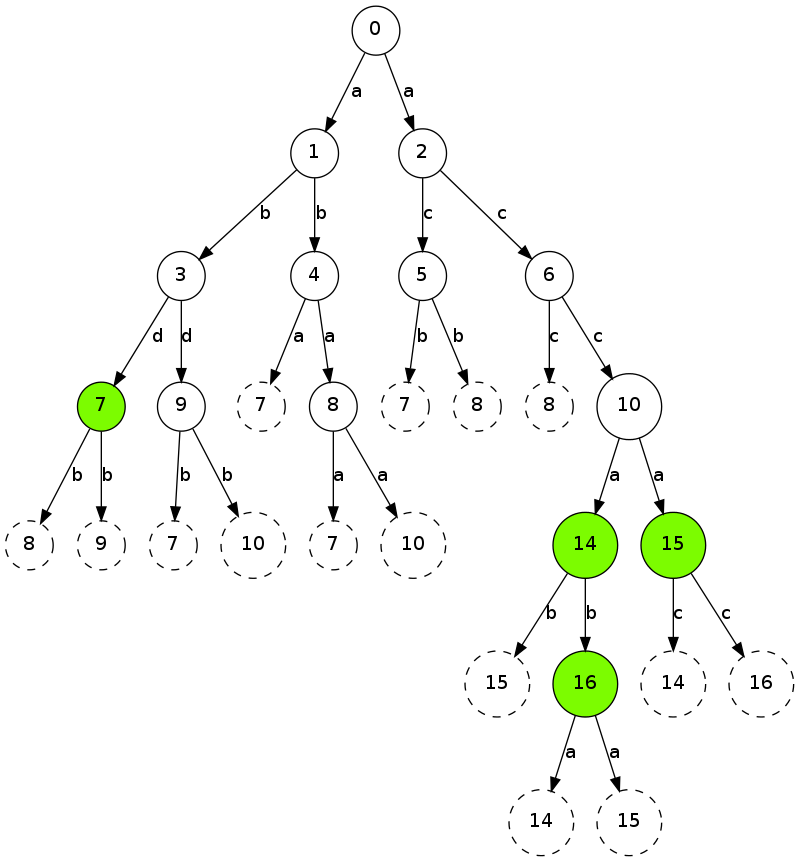 0
a a
1 2
b b c c
3 4 5 6
d d a a b b c c
7 9 7 8 7 8 8 10
b b b b a a a a
8 9 7 10 7 10 14 15
b b c c
15 16 14 16
a a
14 15